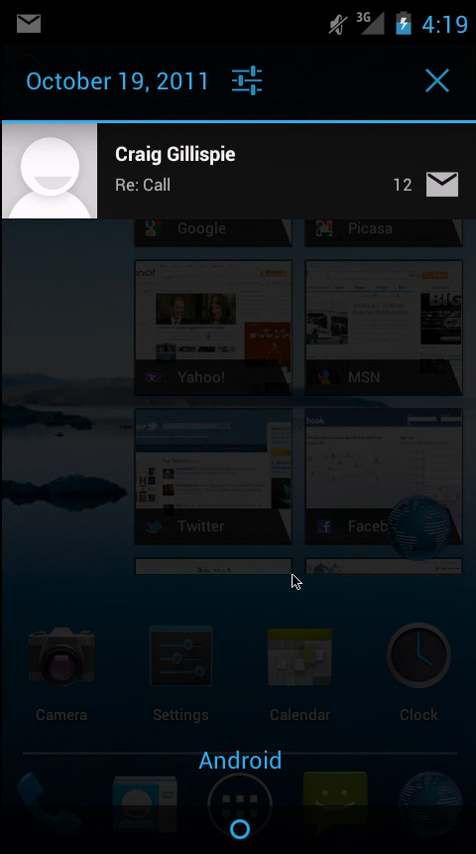 3G 4:19
October 19, 2011
Craig Gillispie
Re: Call 12
Google Picasa
Yahoo! MSN
Twitter Faceb
Camera Settings Calendar Clock
Android